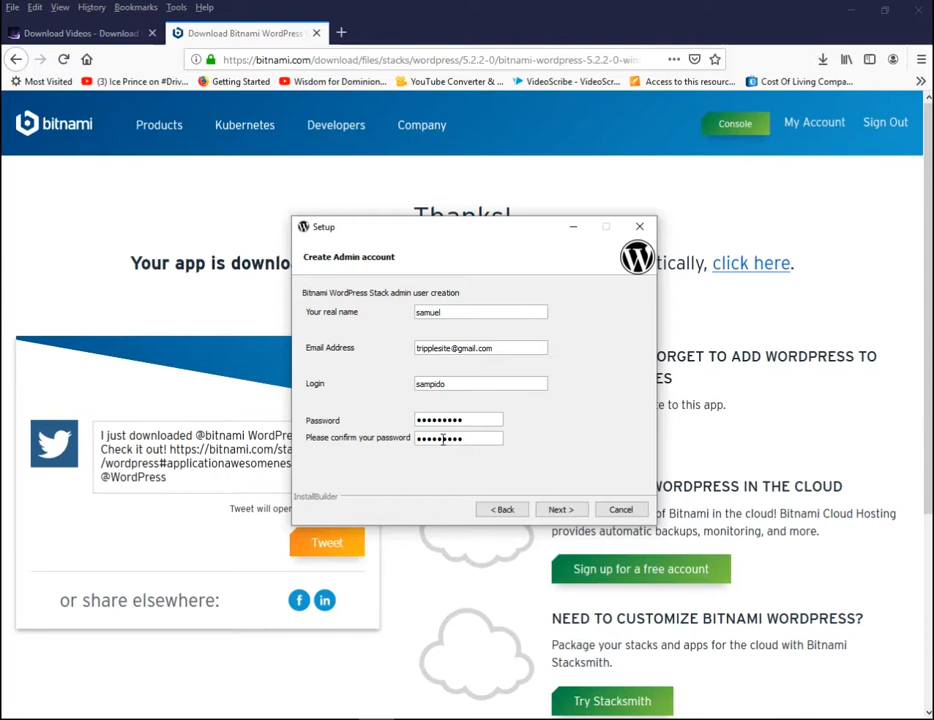 File Edit View History Bookmarks Tools Help
Download Videos - Download
Download Bitnami WordPress
https://bitnami.com/download/files/stacks/wordpress/5.2.2-0/bitnami-wordpress-5.2.2-0-win
Most Visited (3) Ice Prince on #Driv... Getting Started Wisdom for Dominion... YouTube Converter &... VideoScribe - VideoScr... Access to this resourc... Cost Of Living Compa...
bitnami Products Kubernetes Developers Company Console My Account Sign Out
Thanks!
Your app is downlo
tically, click here.
Setup
Create Admin account
Bitnami WordPress Stack admin user creation
Your real name samuel
Email Address tripplesite@gmail.com
Login sampido
Password •••••••••
Please confirm your password •••••••••
InstallBuilder
< Back Next > Cancel
I just downloaded @bitnami WordPre
Check it out! https://bitnami.com/sta
/wordpress#applicationawesomenes
@WordPress
Tweet will open
Tweet
or share elsewhere:
ORGET TO ADD WORDPRESS TO
ES
te to this app.
WORDPRESS IN THE CLOUD
of Bitnami in the cloud! Bitnami Cloud Hosting
provides automatic backups, monitoring, and more.
Sign up for a free account
NEED TO CUSTOMIZE BITNAMI WORDPRESS?
Package your stacks and apps for the cloud with Bitnami
Stacksmith.
Try Stacksmith